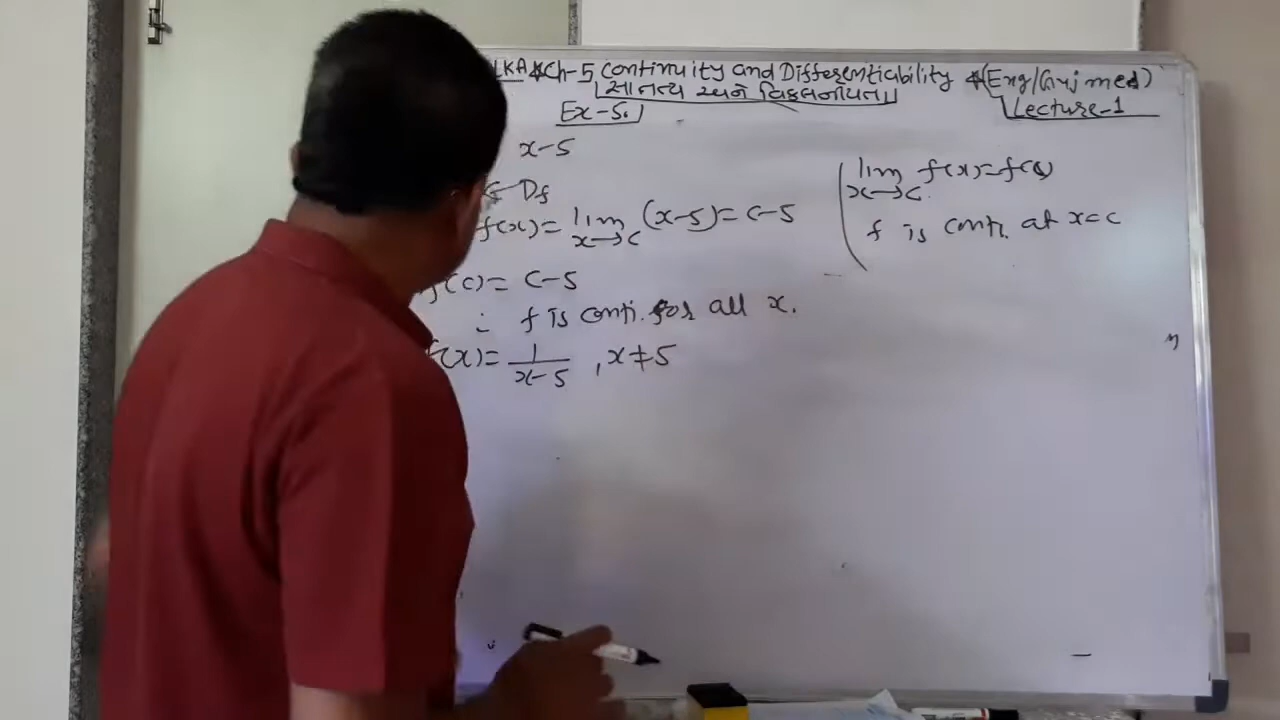 LKA * Ch-5 Continuity and Differentiability * (Eng/Guj med)
સાતત્ય અને વિકલનીયતા
Lecture-1
Ex-5.1
x-5
lim f(x)=f(c)
x→c
∈ Df
f(x)= lim (x-5)= c-5
x→c
f is conti. at x=c
f(c)= c-5
∴ f is conti. for all x.
f(x)= 1/(x-5) , x≠5